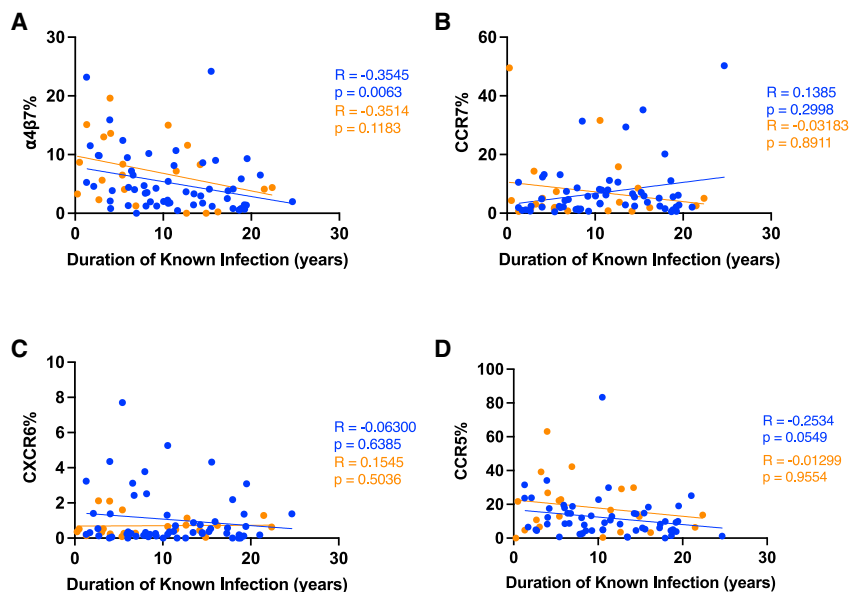 A
α4β7%
60
40
20
0
0
10
20
30
Duration of Known Infection (years)
R = -0.3545
p = 0.0063
R = -0.3514
p = 0.1183
B
CCR7%
60
40
20
0
0
10
20
30
Duration of Known Infection (years)
R = 0.1385
p = 0.2998
R = -0.03183
p = 0.8911
C
CXCR6%
10
8
6
4
2
0
0
10
20
30
Duration of Known Infection (years)
R = -0.06300
p = 0.6385
R = 0.1545
p = 0.5036
D
CCR5%
100
80
60
40
20
0
0
10
20
30
Duration of Known Infection (years)
R = -0.2534
p = 0.0549
R = -0.01299
p = 0.9554